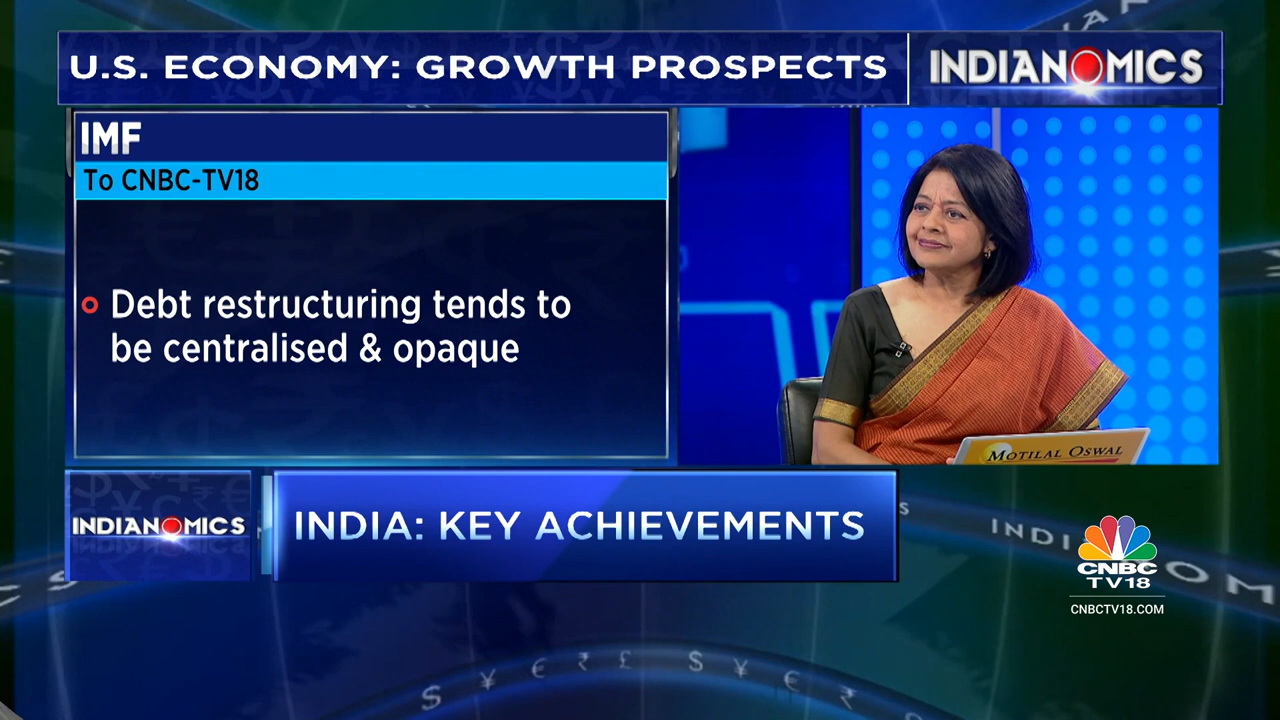 U.S. ECONOMY: GROWTH PROSPECTS
INDIANOMICS
IMF
To CNBC-TV18
Debt restructuring tends to
be centralised & opaque
MOTILAL OSWAL
INDIANOMICS
INDIA: KEY ACHIEVEMENTS
CNBC
TV18
CNBCTV18.COM